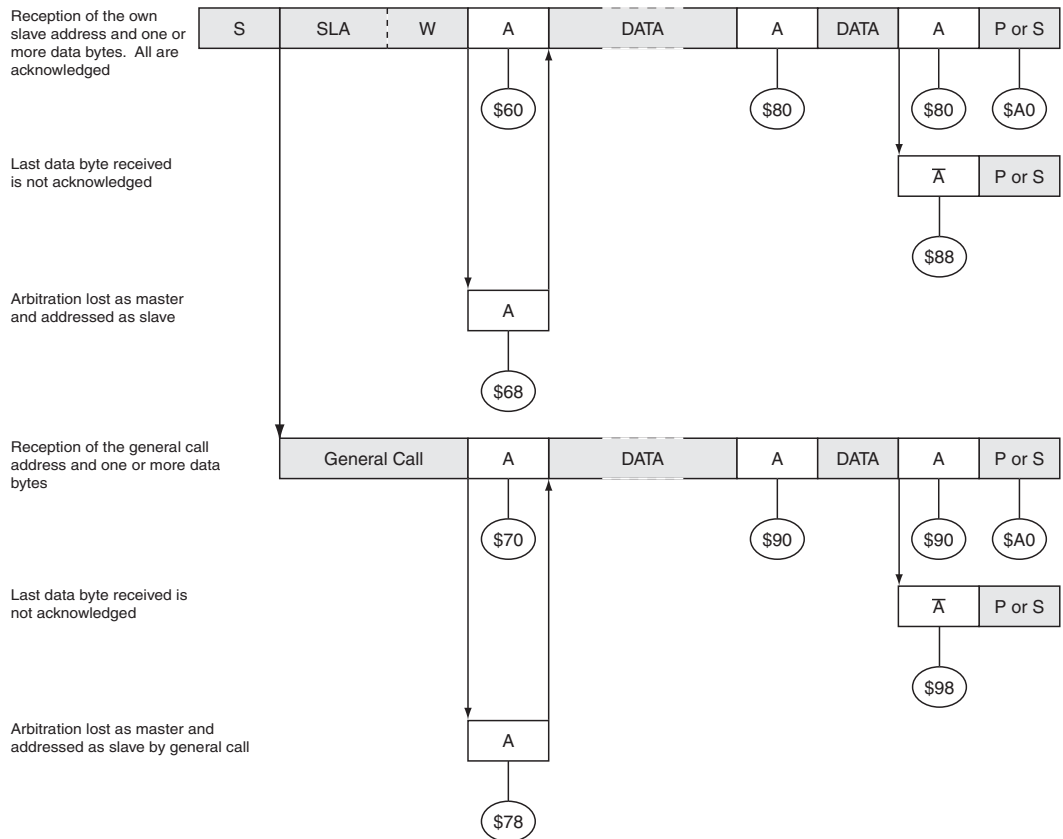 Reception of the own
slave address and one or
more data bytes. All are
acknowledged
S SLA W A DATA A DATA A P or S
$60 $80 $80 $A0
Last data byte received
is not acknowledged
A̅ P or S
$88
Arbitration lost as master
and addressed as slave
A
$68
Reception of the general call
address and one or more data
bytes
General Call A DATA A DATA A P or S
$70 $90 $90 $A0
Last data byte received is
not acknowledged
A̅ P or S
$98
Arbitration lost as master and
addressed as slave by general call
A
$78